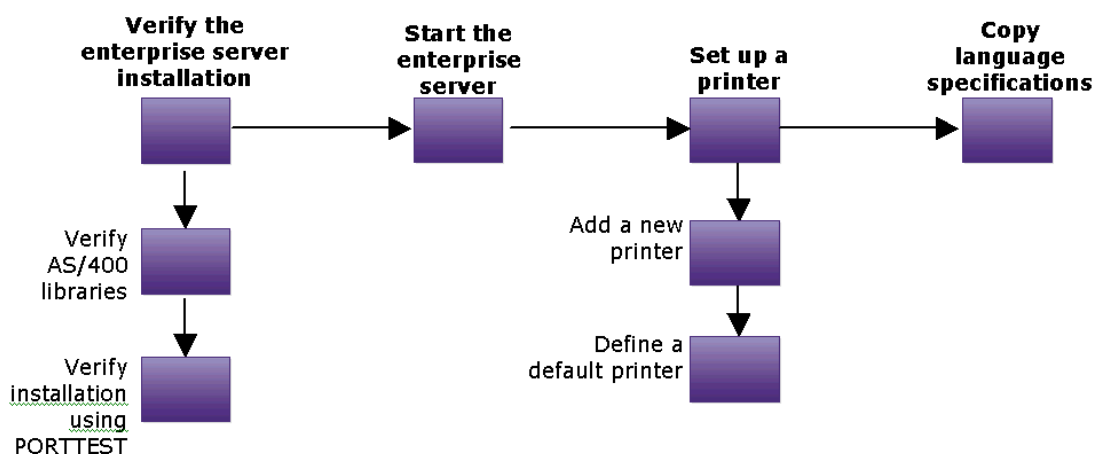 Verify the
enterprise server
installation
Start the
enterprise
server
Set up a
printer
Copy
language
specifications
Verify
AS/400
libraries
Add a new
printer
Verify
installation
using
PORTTEST
Define a
default printer